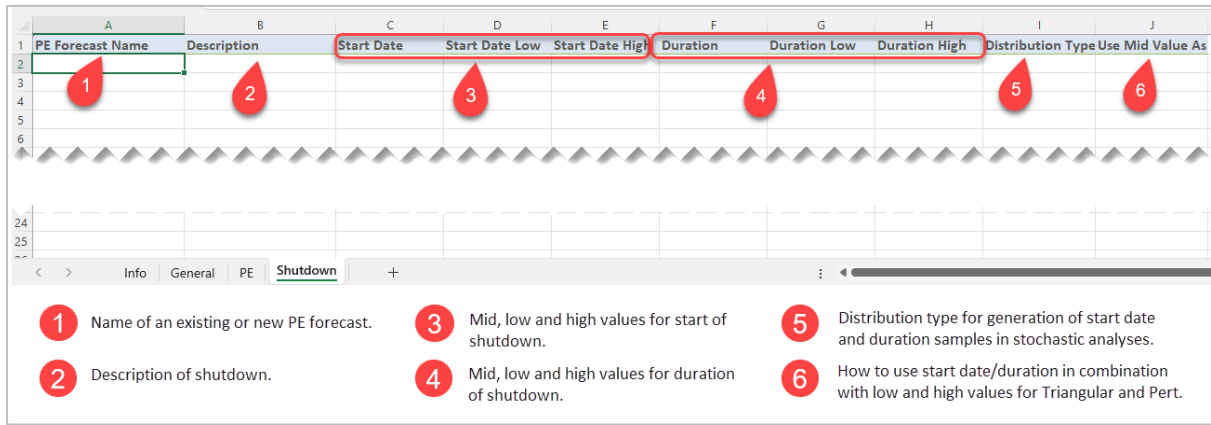 A B C D E F G H I J
1 PE Forecast Name Description Start Date Start Date Low Start Date High Duration Duration Low Duration High Distribution Type Use Mid Value As
2
3
4
5
6
1 2 3 4 5 6
24
25
< > Info General PE Shutdown +
1 Name of an existing or new PE forecast.
2 Description of shutdown.
3 Mid, low and high values for start of
shutdown.
4 Mid, low and high values for duration
of shutdown.
5 Distribution type for generation of start date
and duration samples in stochastic analyses.
6 How to use start date/duration in combination
with low and high values for Triangular and Pert.